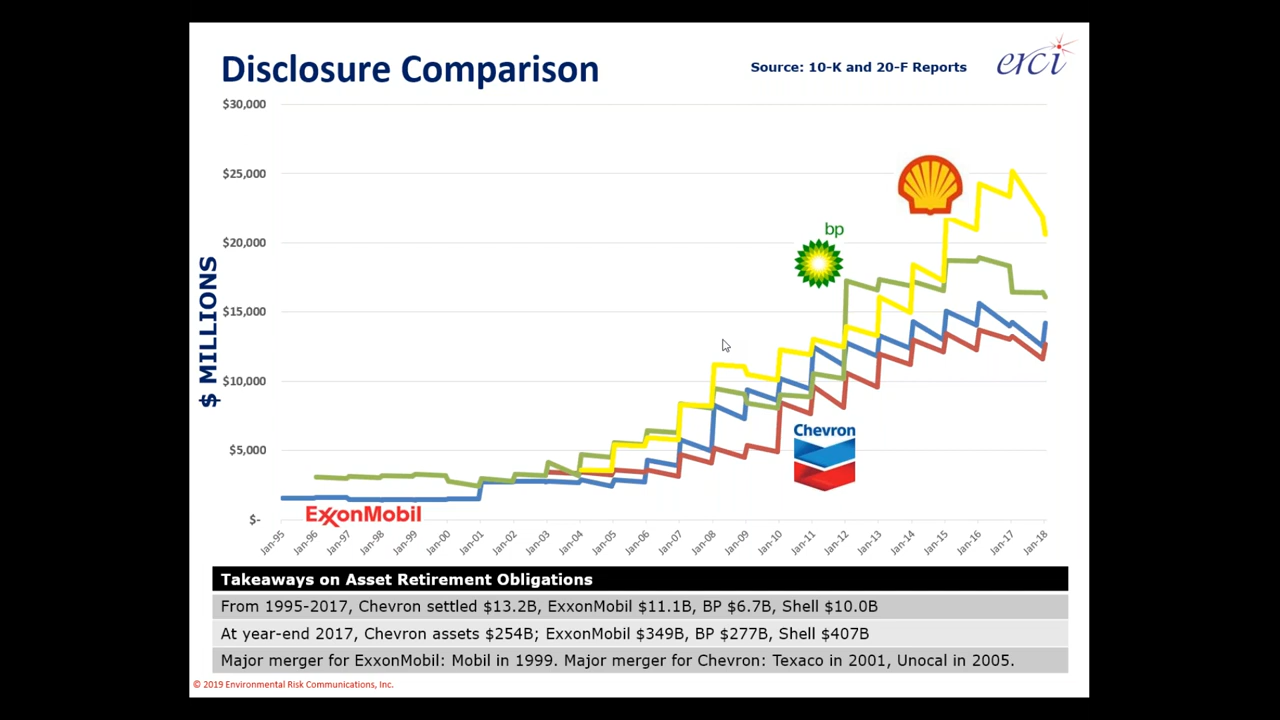 Disclosure Comparison
Source: 10-K and 20-F Reports
erci
$30,000
$25,000
$20,000
$15,000
$10,000
$5,000
$-
$ MILLIONS
bp
Chevron
ExxonMobil
Jan-95
Jan-96
Jan-97
Jan-98
Jan-99
Jan-00
Jan-01
Jan-02
Jan-03
Jan-04
Jan-05
Jan-06
Jan-07
Jan-08
Jan-09
Jan-10
Jan-11
Jan-12
Jan-13
Jan-14
Jan-15
Jan-16
Jan-17
Jan-18
Takeaways on Asset Retirement Obligations
From 1995-2017, Chevron settled $13.2B, ExxonMobil $11.1B, BP $6.7B, Shell $10.0B
At year-end 2017, Chevron assets $254B; ExxonMobil $349B, BP $277B, Shell $407B
Major merger for ExxonMobil: Mobil in 1999. Major merger for Chevron: Texaco in 2001, Unocal in 2005.
© 2019 Environmental Risk Communications, Inc.